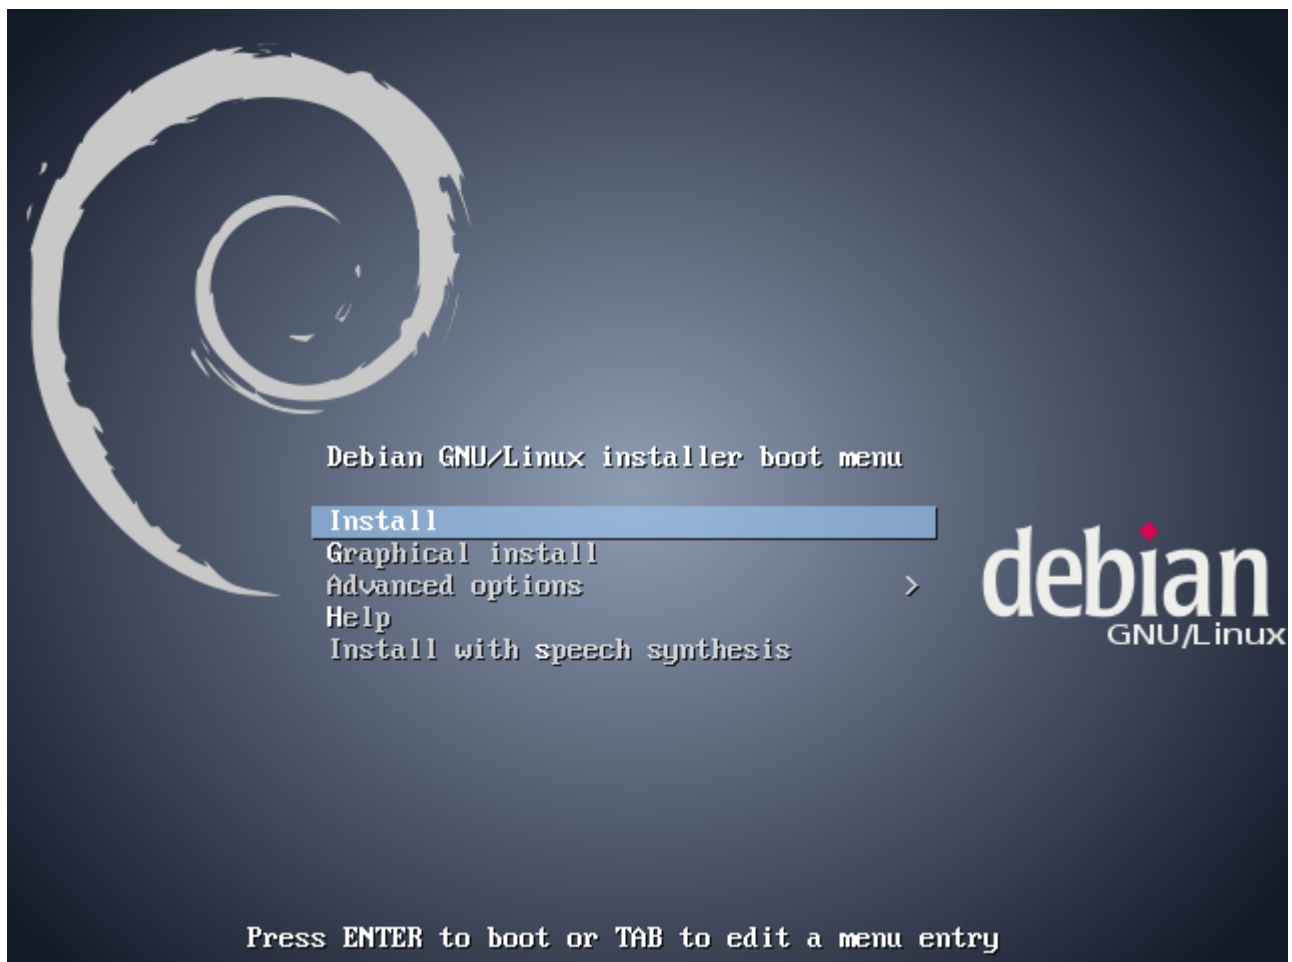 Debian GNU/Linux installer boot menu
Install
Graphical install
Advanced options >
Help
Install with speech synthesis
debian
GNU/Linux
Press ENTER to boot or TAB to edit a menu entry